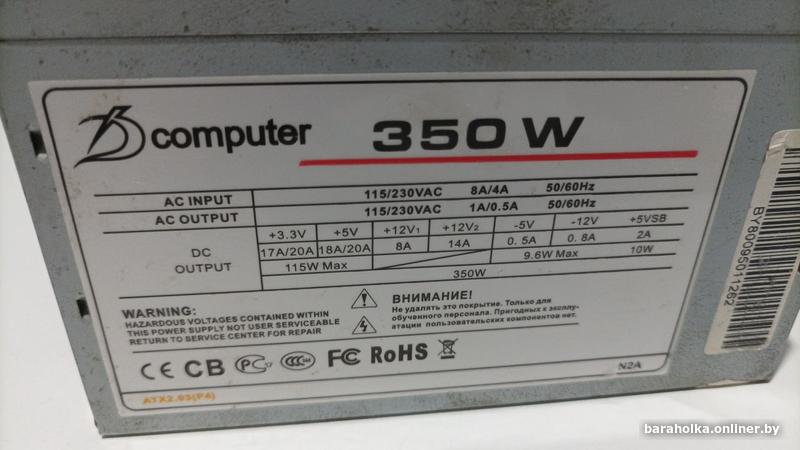 computer 350 W
AC INPUT 115/230VAC 8A/4A 50/60Hz
AC OUTPUT 115/230VAC 1A/0.5A 50/60Hz
DC OUTPUT
+3.3V +5V +12V1 +12V2 -5V -12V +5VSB
17A/20A 18A/20A 8A 14A 0.5A 0.8A 2A
115W Max 9.6W Max 10W
350W
WARNING:
HAZARDOUS VOLTAGES CONTAINED WITHIN
THIS POWER SUPPLY NOT USER SERVICEABLE
RETURN TO SERVICE CENTER FOR REPAIR
ВНИМАНИЕ!
Не удалять это покрытие. Только для
обученного персонала. Пригодных к эксплу-
атации пользовательских компонентов нет.
CE CB PC CCC FC RoHS
N2A
ATX2.03(P4)
BY80095011262
baraholka.onliner.by